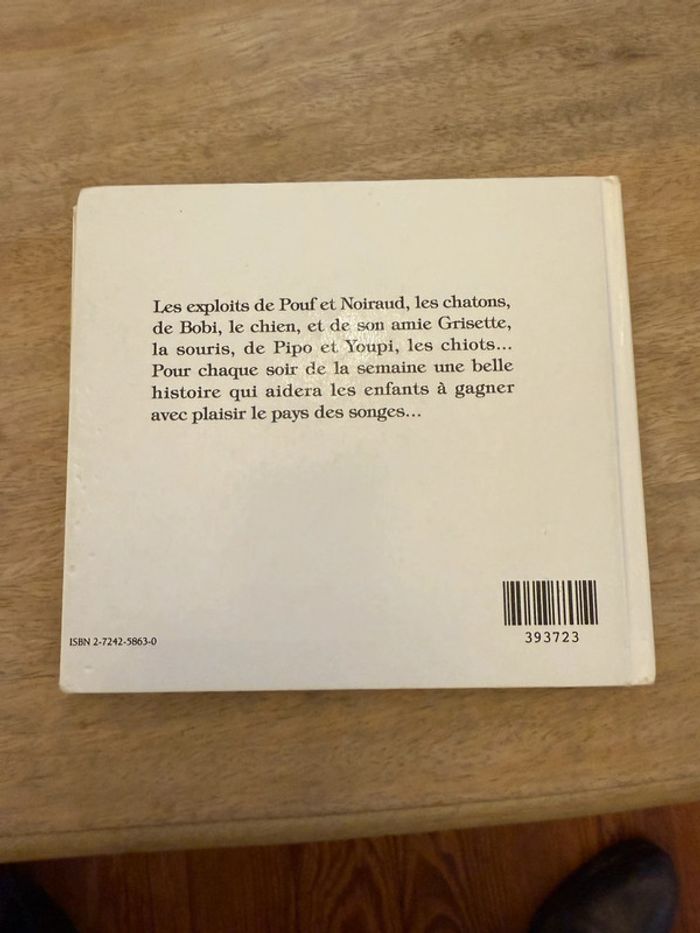 Les exploits de Pouf et Noiraud, les chatons,
de Bobi, le chien, et de son amie Grisette,
la souris, de Pipo et Youpi, les chiots...
Pour chaque soir de la semaine une belle
histoire qui aidera les enfants à gagner
avec plaisir le pays des songes...
ISBN 2-7242-5863-0
393723